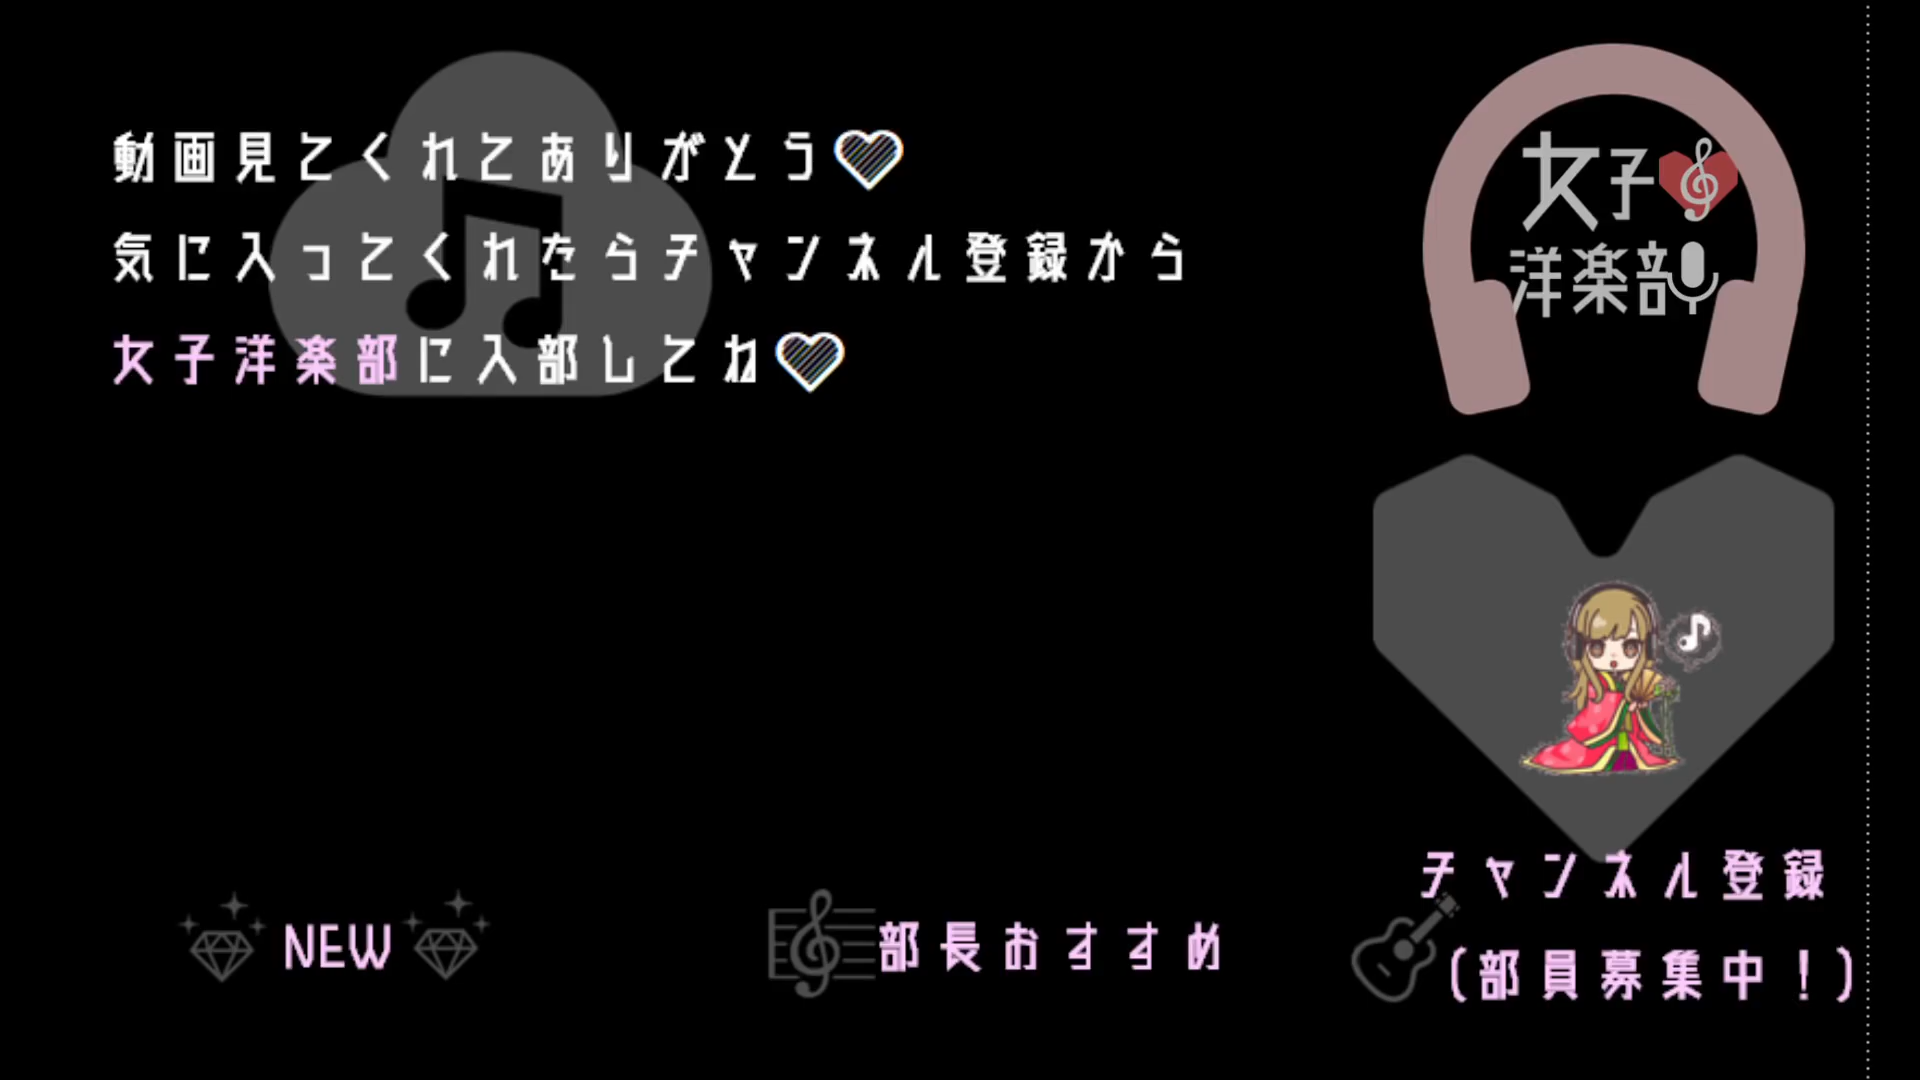 動画見てくれてありがとう♡
気に入ってくれたらチャンネル登録から
女子洋楽部に入部してね♡
女子
洋楽部
NEW
部長おすすめ
チャンネル登録
(部員募集中!)